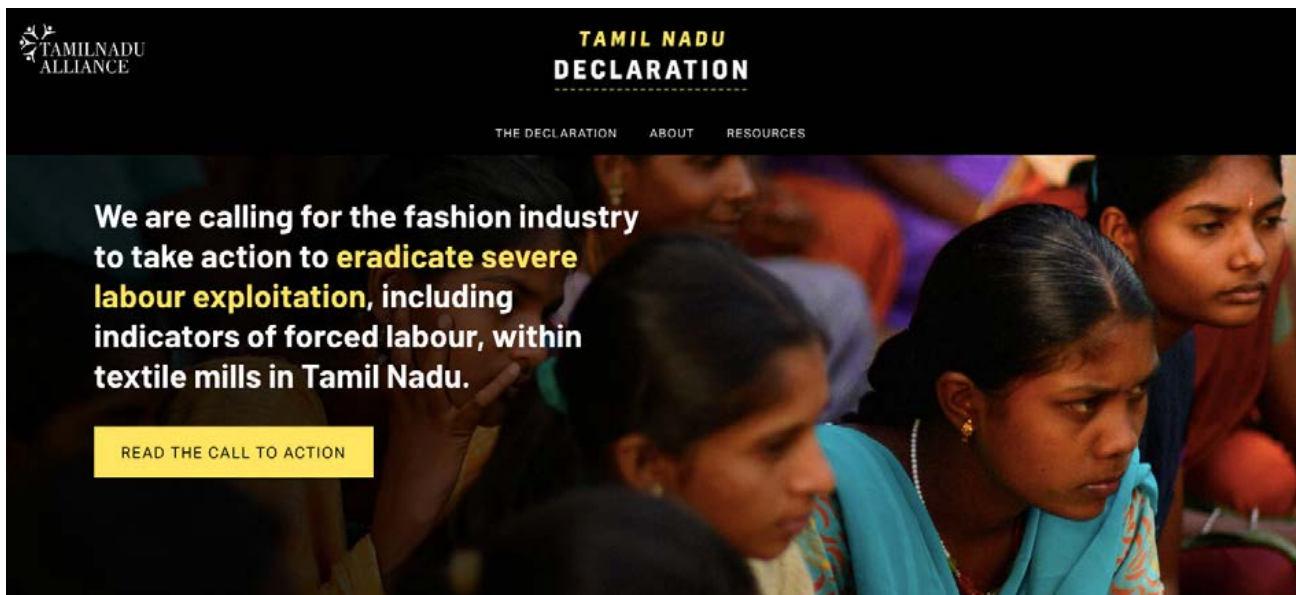 TAMILNADU
ALLIANCE
TAMIL NADU
DECLARATION
THE DECLARATION ABOUT RESOURCES
We are calling for the fashion industry
to take action to eradicate severe
labour exploitation, including
indicators of forced labour, within
textile mills in Tamil Nadu.
READ THE CALL TO ACTION